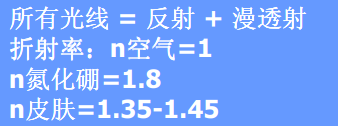 所有光线 = 反射 + 漫透射
折射率：n空气=1
n氮化硼=1.8
n皮肤=1.35-1.45